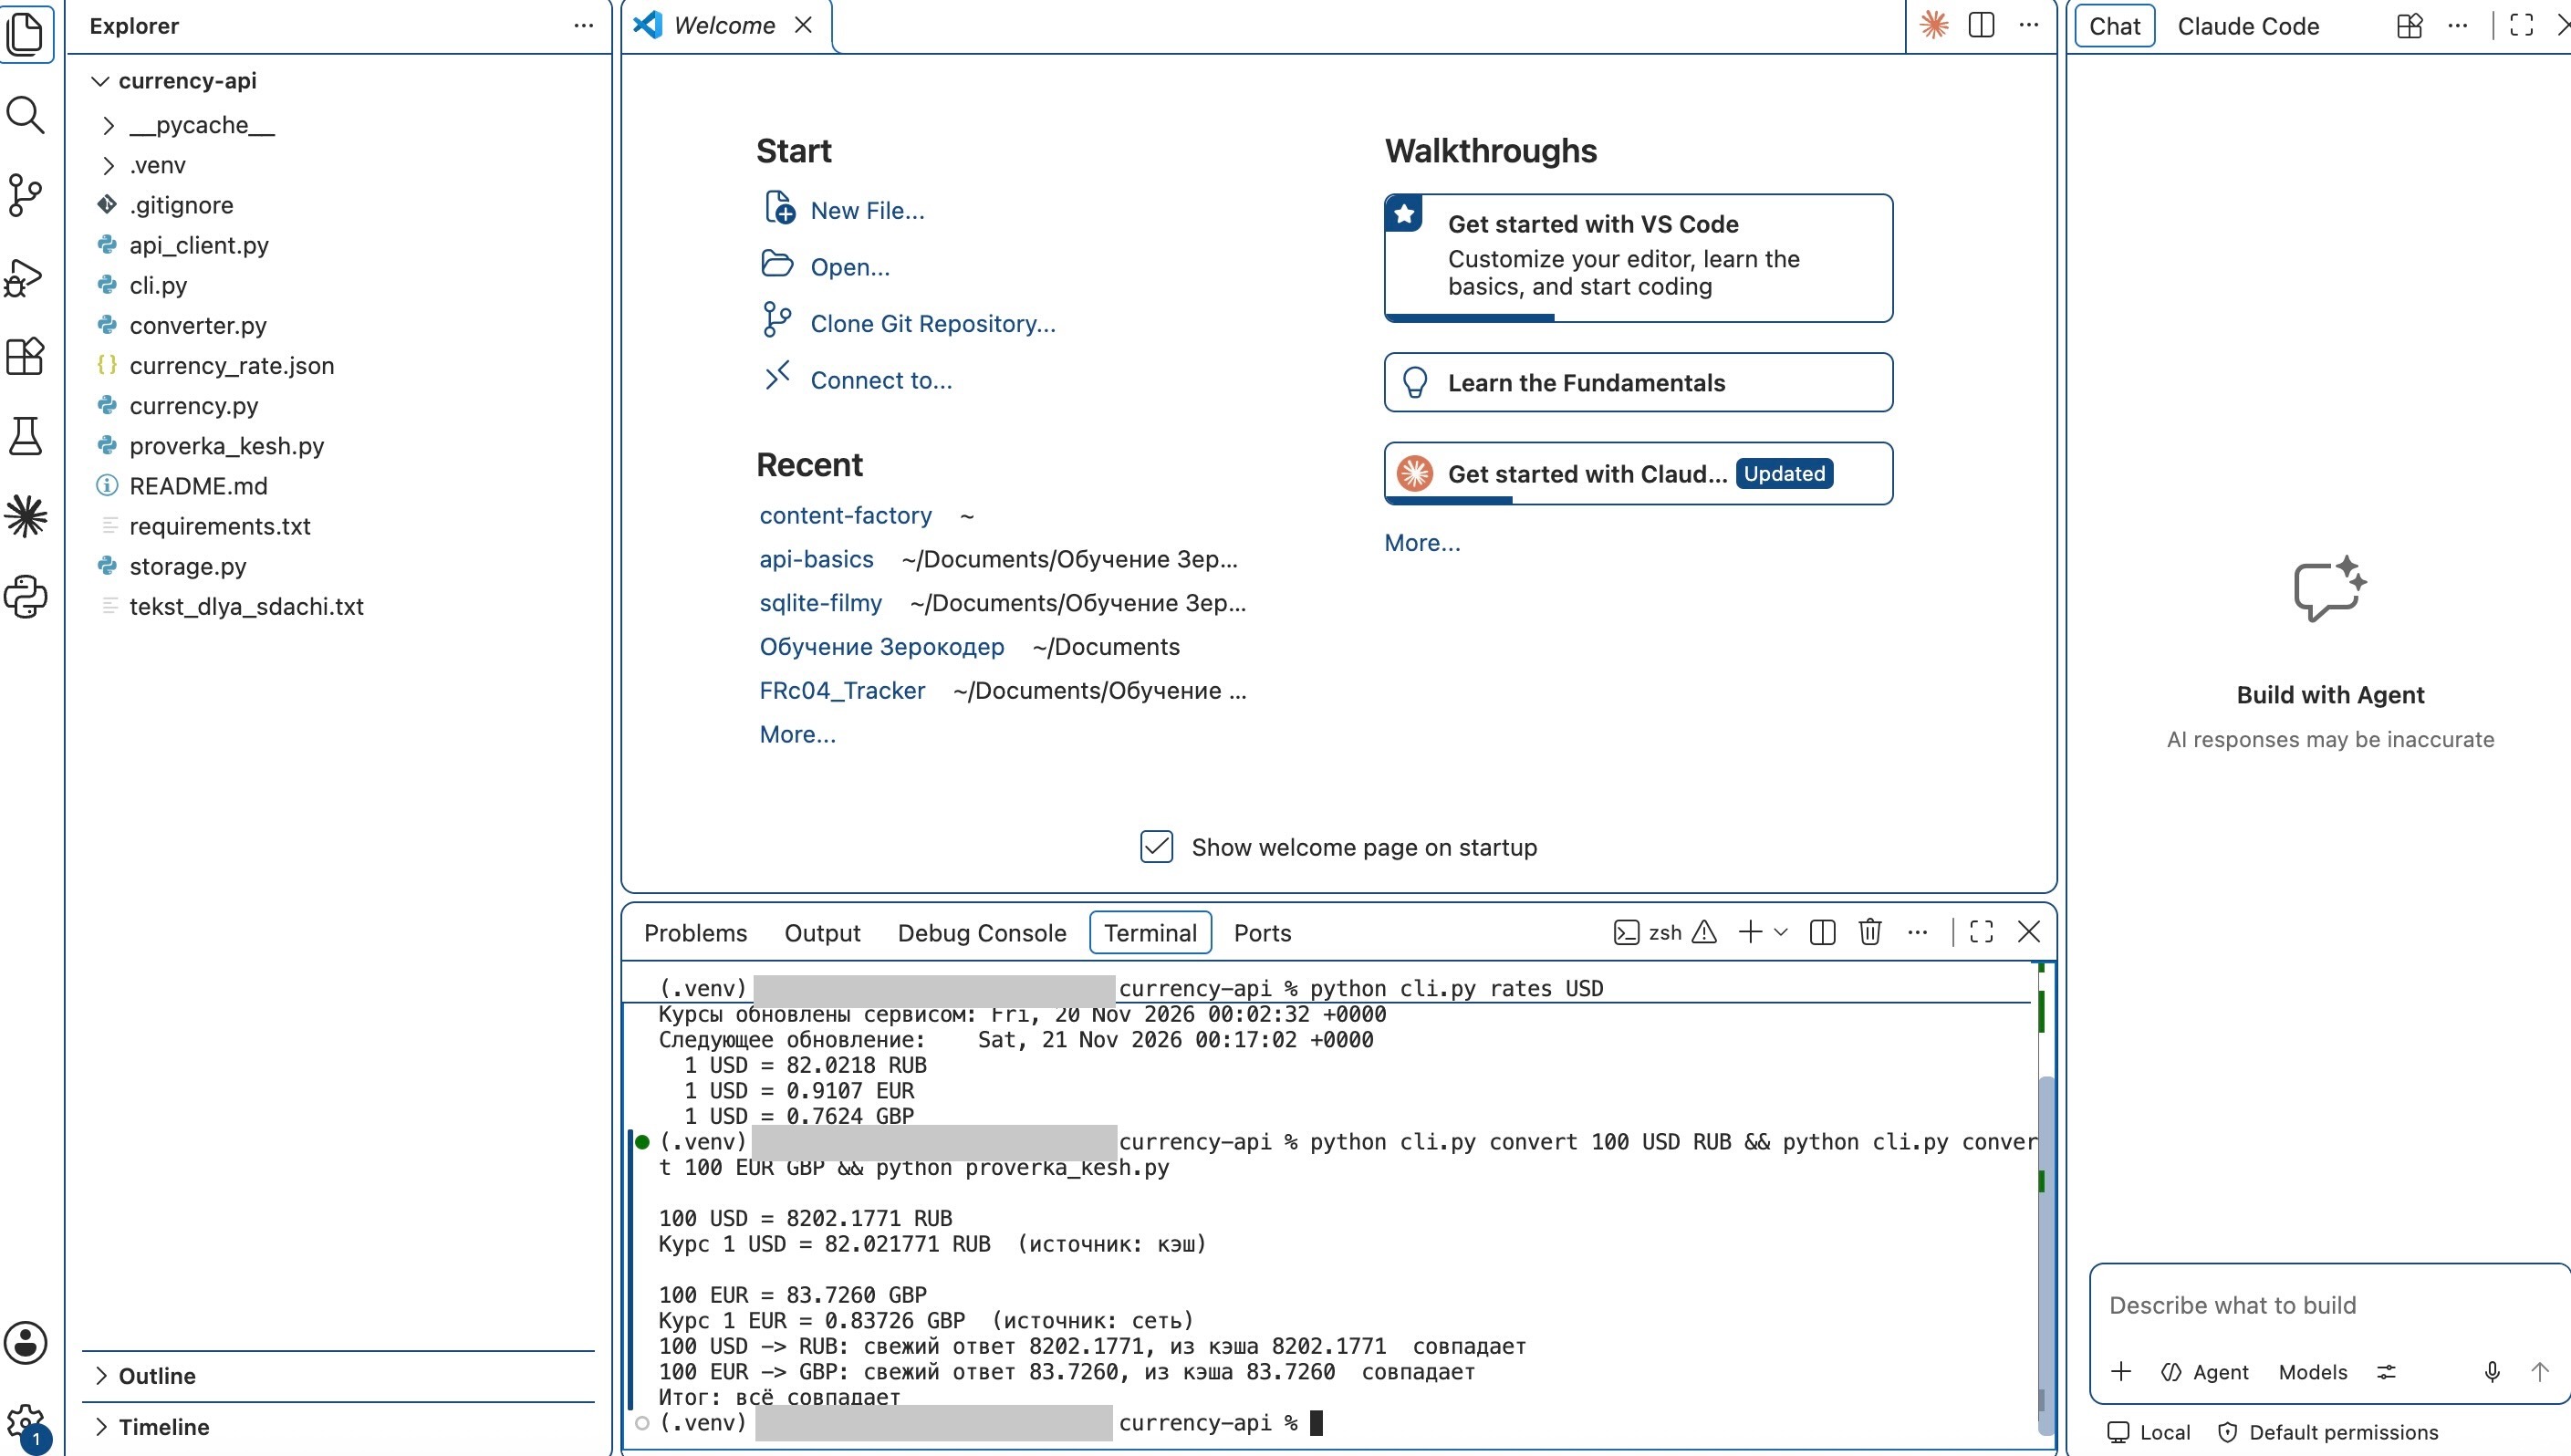 Explorer
currency-api
__pycache__
.venv
.gitignore
api_client.py
cli.py
converter.py
currency_rate.json
currency.py
proverka_kesh.py
README.md
requirements.txt
storage.py
tekst_dlya_sdachi.txt
Outline
Timeline
1
Welcome
Start
New File...
Open...
Clone Git Repository...
Connect to...
Recent
content-factory ~
api-basics ~/Documents/Обучение Зер...
sqlite-filmy ~/Documents/Обучение Зер...
Обучение Зерокодер ~/Documents
FRc04_Tracker ~/Documents/Обучение ...
More...
Walkthroughs
Get started with VS Code
Customize your editor, learn the
basics, and start coding
Learn the Fundamentals
Get started with Claud... Updated
More...
Show welcome page on startup
Problems Output Debug Console Terminal Ports
zsh
(.venv) currency-api % python cli.py rates USD
Курсы обновлены сервисом: Fri, 20 Nov 2026 00:02:32 +0000
Следующее обновление: Sat, 21 Nov 2026 00:17:02 +0000
1 USD = 82.0218 RUB
1 USD = 0.9107 EUR
1 USD = 0.7624 GBP
(.venv) currency-api % python cli.py convert 100 USD RUB && python cli.py conver
t 100 EUR GBP && python proverka_kesh.py
100 USD = 8202.1771 RUB
Курс 1 USD = 82.021771 RUB (источник: кэш)
100 EUR = 83.7260 GBP
Курс 1 EUR = 0.83726 GBP (источник: сеть)
100 USD -> RUB: свежий ответ 8202.1771, из кэша 8202.1771 совпадает
100 EUR -> GBP: свежий ответ 83.7260, из кэша 83.7260 совпадает
Итог: всё совпадает
(.venv) currency-api %
Chat Claude Code
Build with Agent
AI responses may be inaccurate
Describe what to build
Agent Models
Local Default permissions